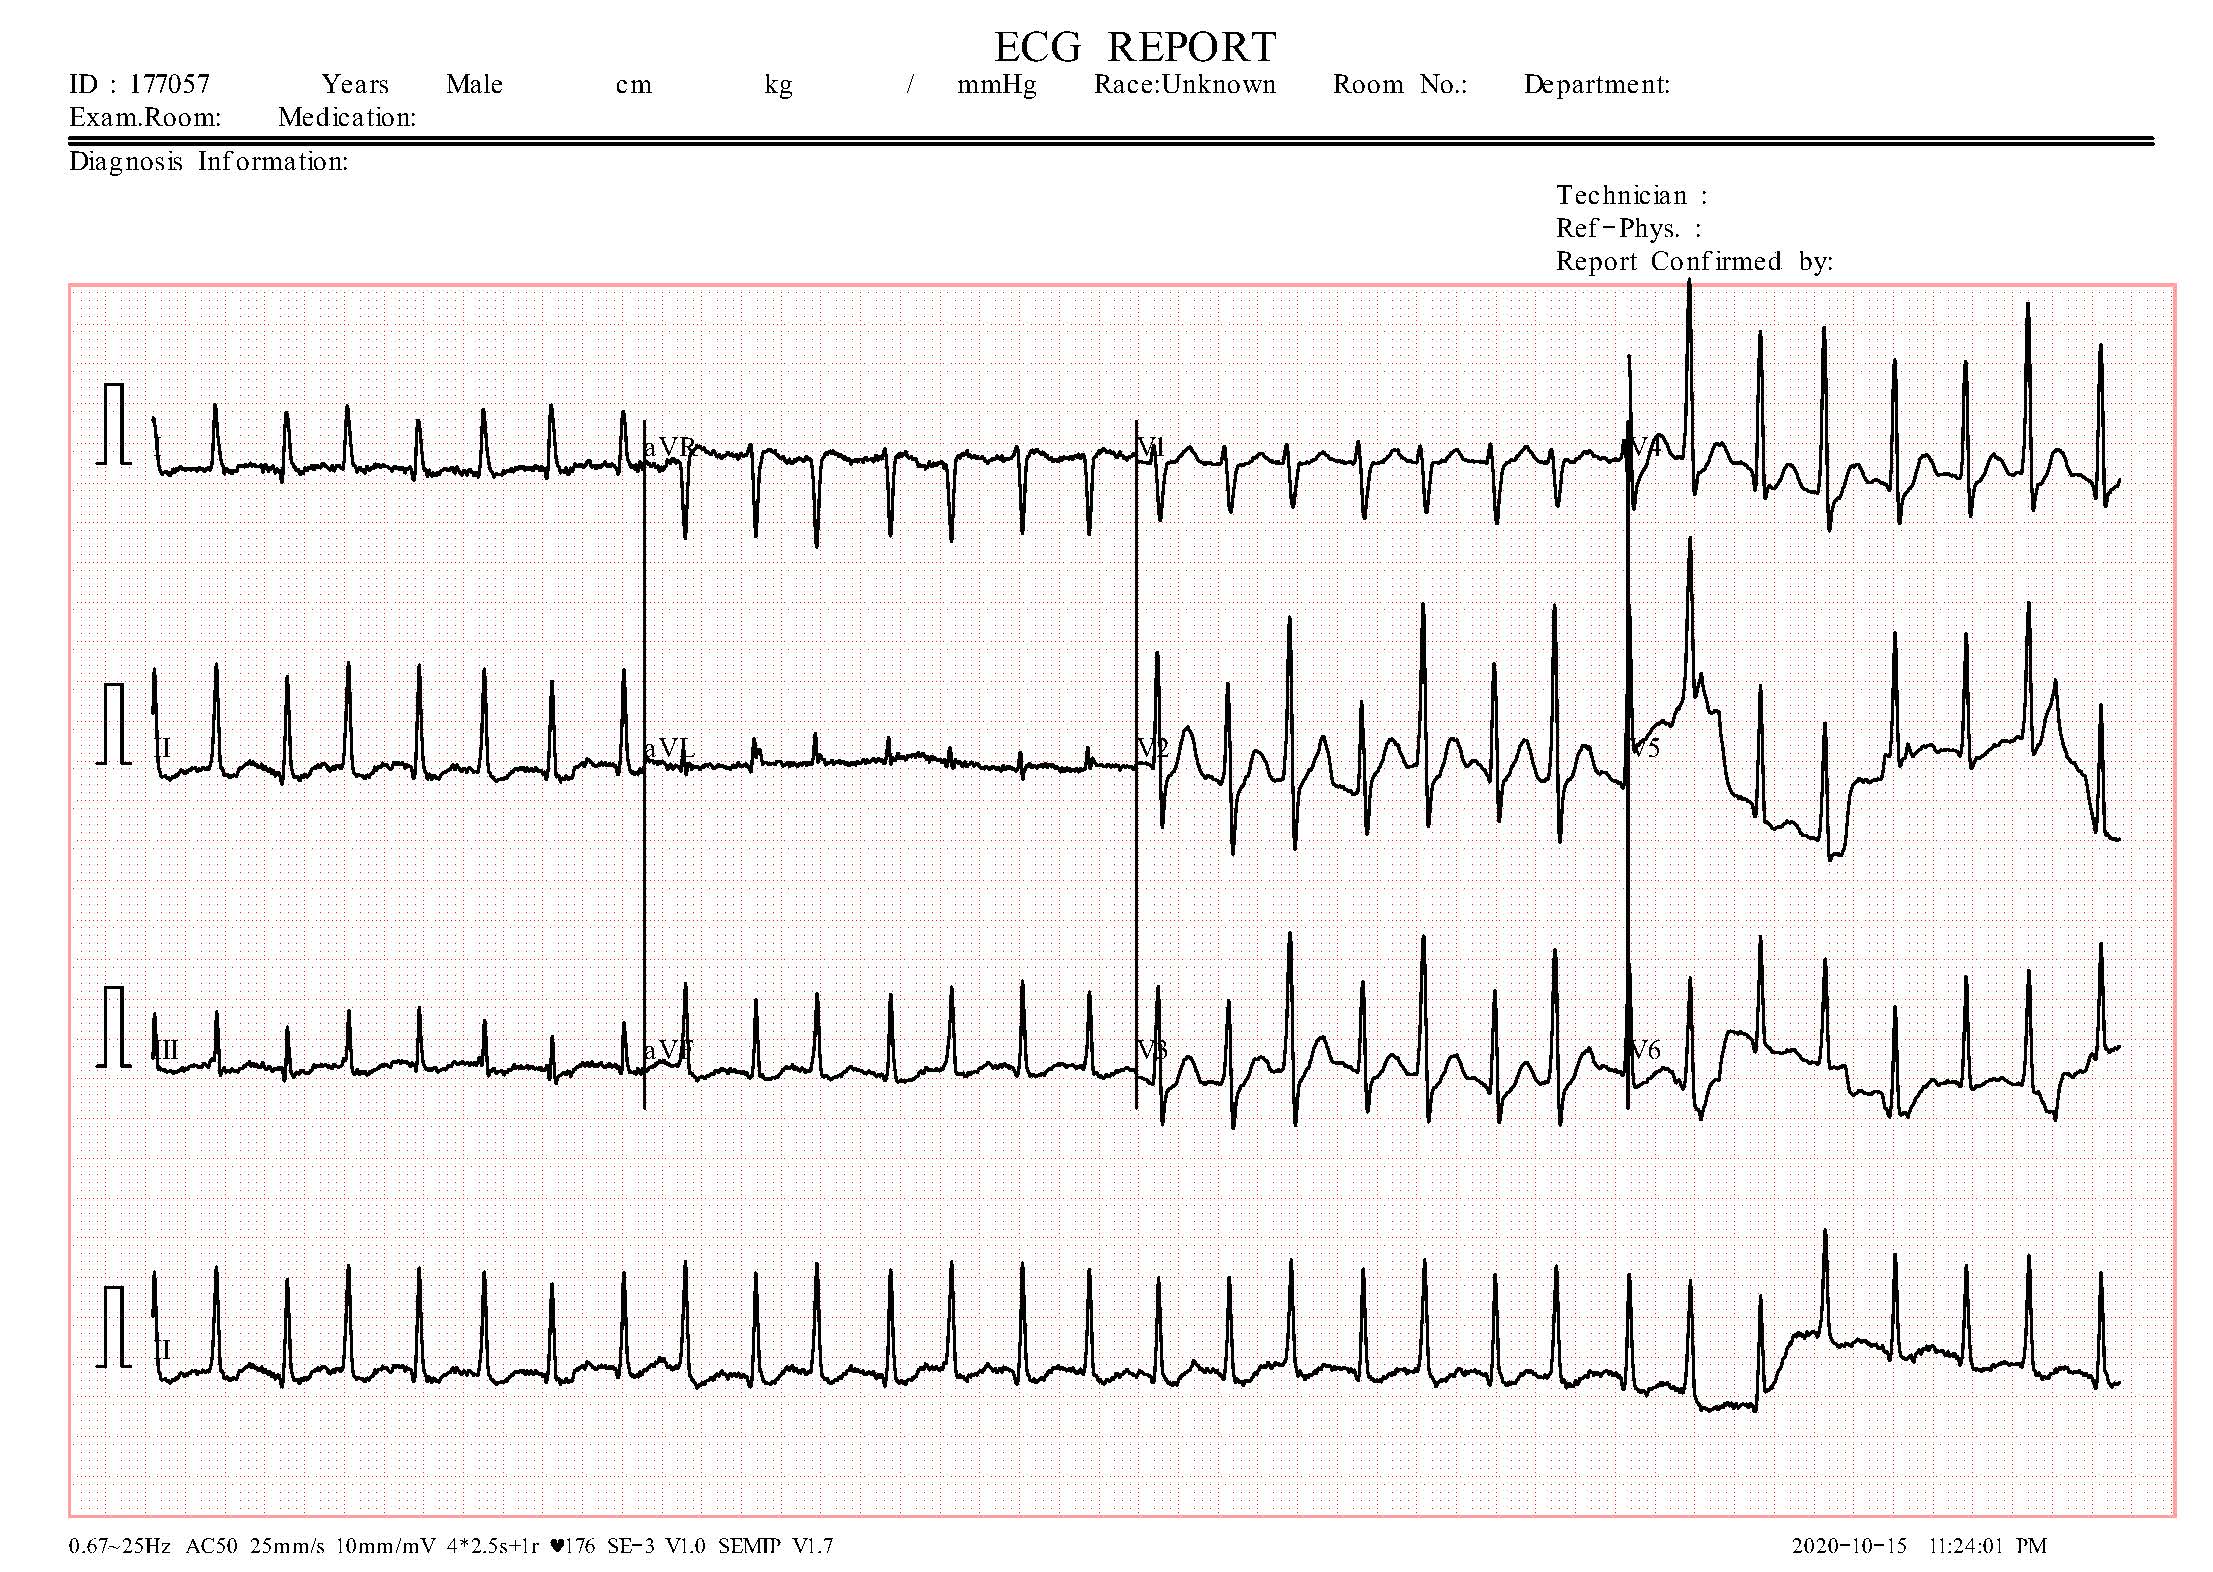 ECG REPORT
ID : 177057 Years Male cm kg / mmHg Race:Unknown Room No.: Department:
Exam.Room: Medication:
Diagnosis Information:
Technician :
Ref-Phys. :
Report Confirmed by:
aVR V1 V4
II aVL V2 V5
III aVF V3 V6
II
0.67~25Hz AC50 25mm/s 10mm/mV 4*2.5s+1r ♥176 SE-3 V1.0 SEMIP V1.7
2020-10-15 11:24:01 PM